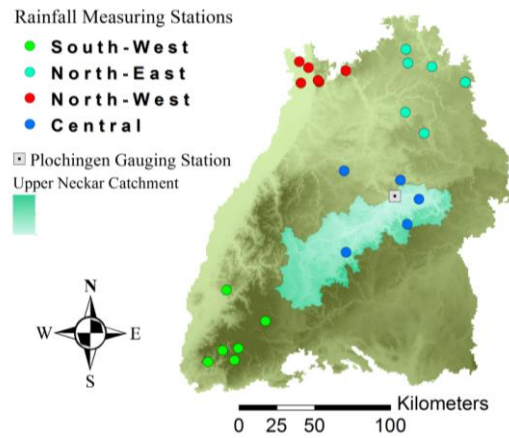 Rainfall Measuring Stations
South-West
North-East
North-West
Central
Plochingen Gauging Station
Upper Neckar Catchment
N
W E
S
Kilometers
0 25 50 100